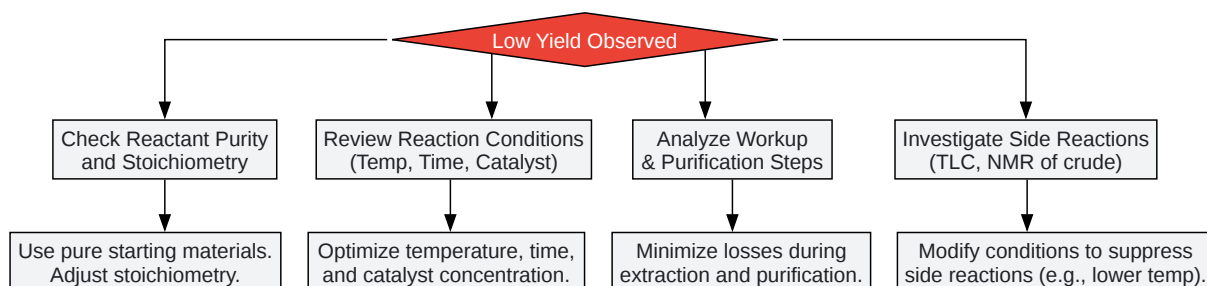 Low Yield Observed
Check Reactant Purity
and Stoichiometry
Review Reaction Conditions
(Temp, Time, Catalyst)
Analyze Workup
& Purification Steps
Investigate Side Reactions
(TLC, NMR of crude)
Use pure starting materials.
Adjust stoichiometry.
Optimize temperature, time,
and catalyst concentration.
Minimize losses during
extraction and purification.
Modify conditions to suppress
side reactions (e.g., lower temp).